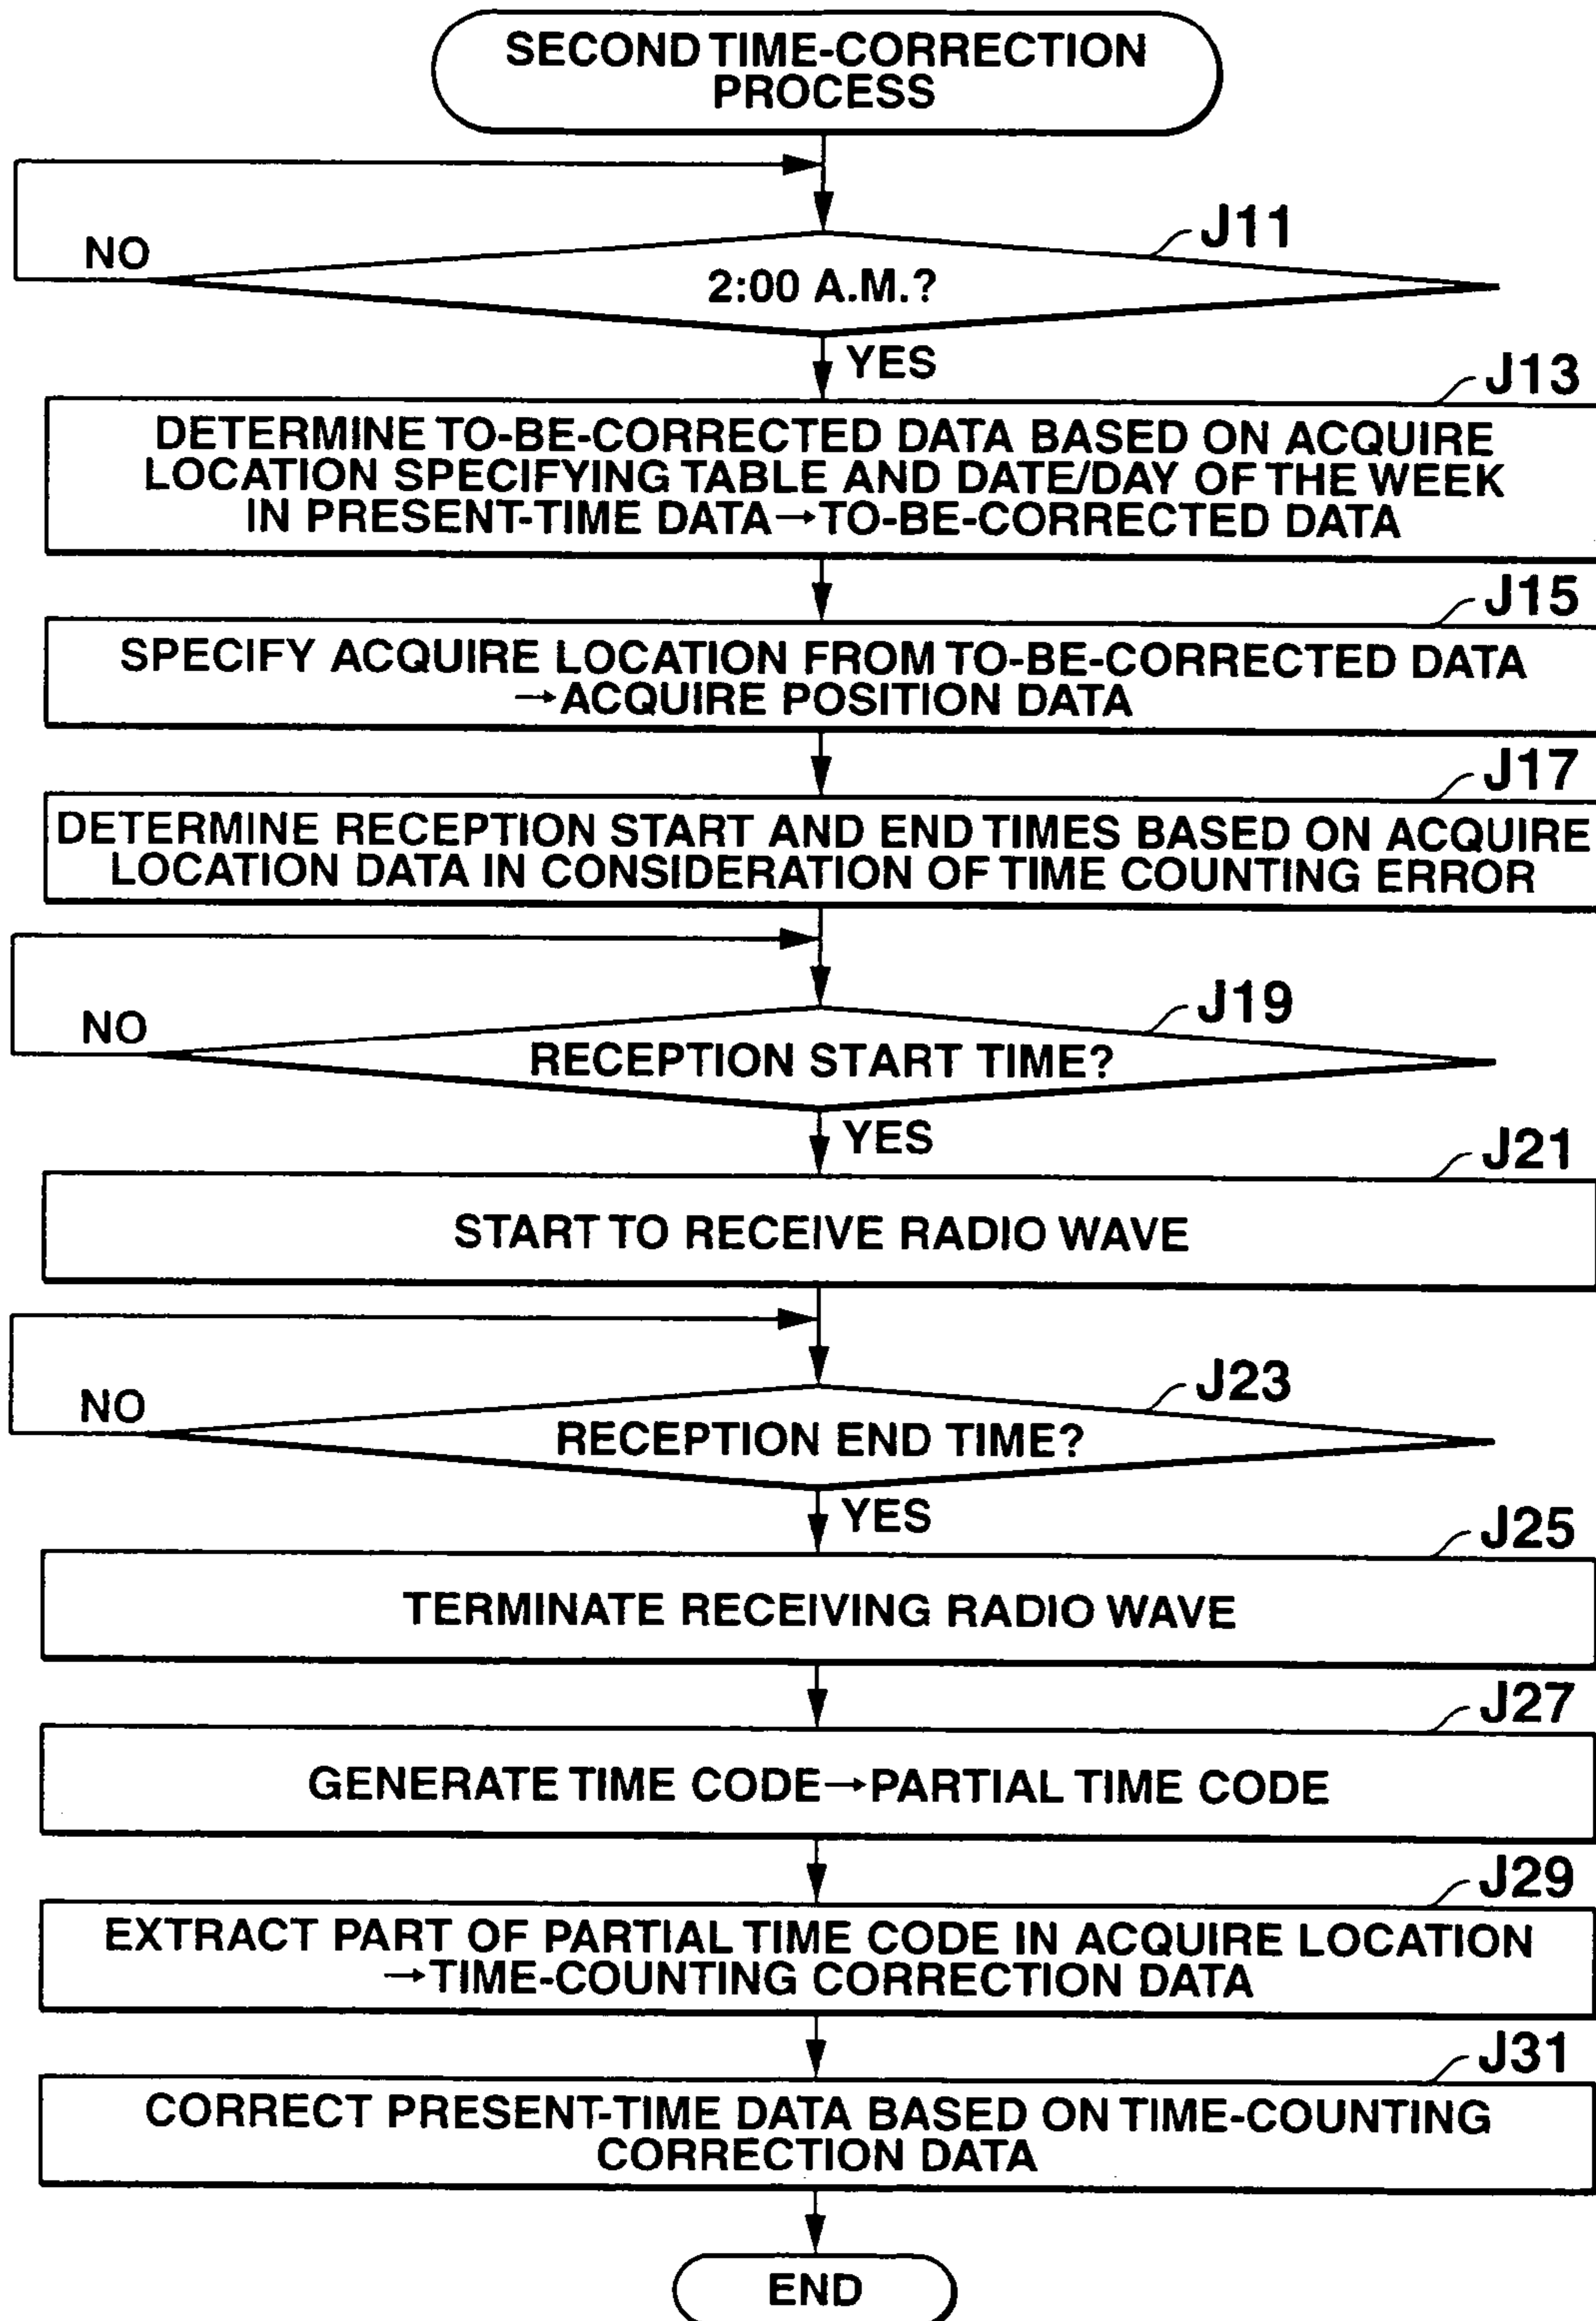 SECOND TIME-CORRECTION
PROCESS
NO
J11
2:00 A.M.?
YES
J13
DETERMINE TO-BE-CORRECTED DATA BASED ON ACQUIRE
LOCATION SPECIFYING TABLE AND DATE/DAY OF THE WEEK
IN PRESENT-TIME DATA→TO-BE-CORRECTED DATA
J15
SPECIFY ACQUIRE LOCATION FROM TO-BE-CORRECTED DATA
→ACQUIRE POSITION DATA
J17
DETERMINE RECEPTION START AND END TIMES BASED ON ACQUIRE
LOCATION DATA IN CONSIDERATION OF TIME COUNTING ERROR
NO
J19
RECEPTION START TIME?
YES
J21
START TO RECEIVE RADIO WAVE
NO
J23
RECEPTION END TIME?
YES
J25
TERMINATE RECEIVING RADIO WAVE
J27
GENERATE TIME CODE→PARTIAL TIME CODE
J29
EXTRACT PART OF PARTIAL TIME CODE IN ACQUIRE LOCATION
→TIME-COUNTING CORRECTION DATA
J31
CORRECT PRESENT-TIME DATA BASED ON TIME-COUNTING
CORRECTION DATA
END